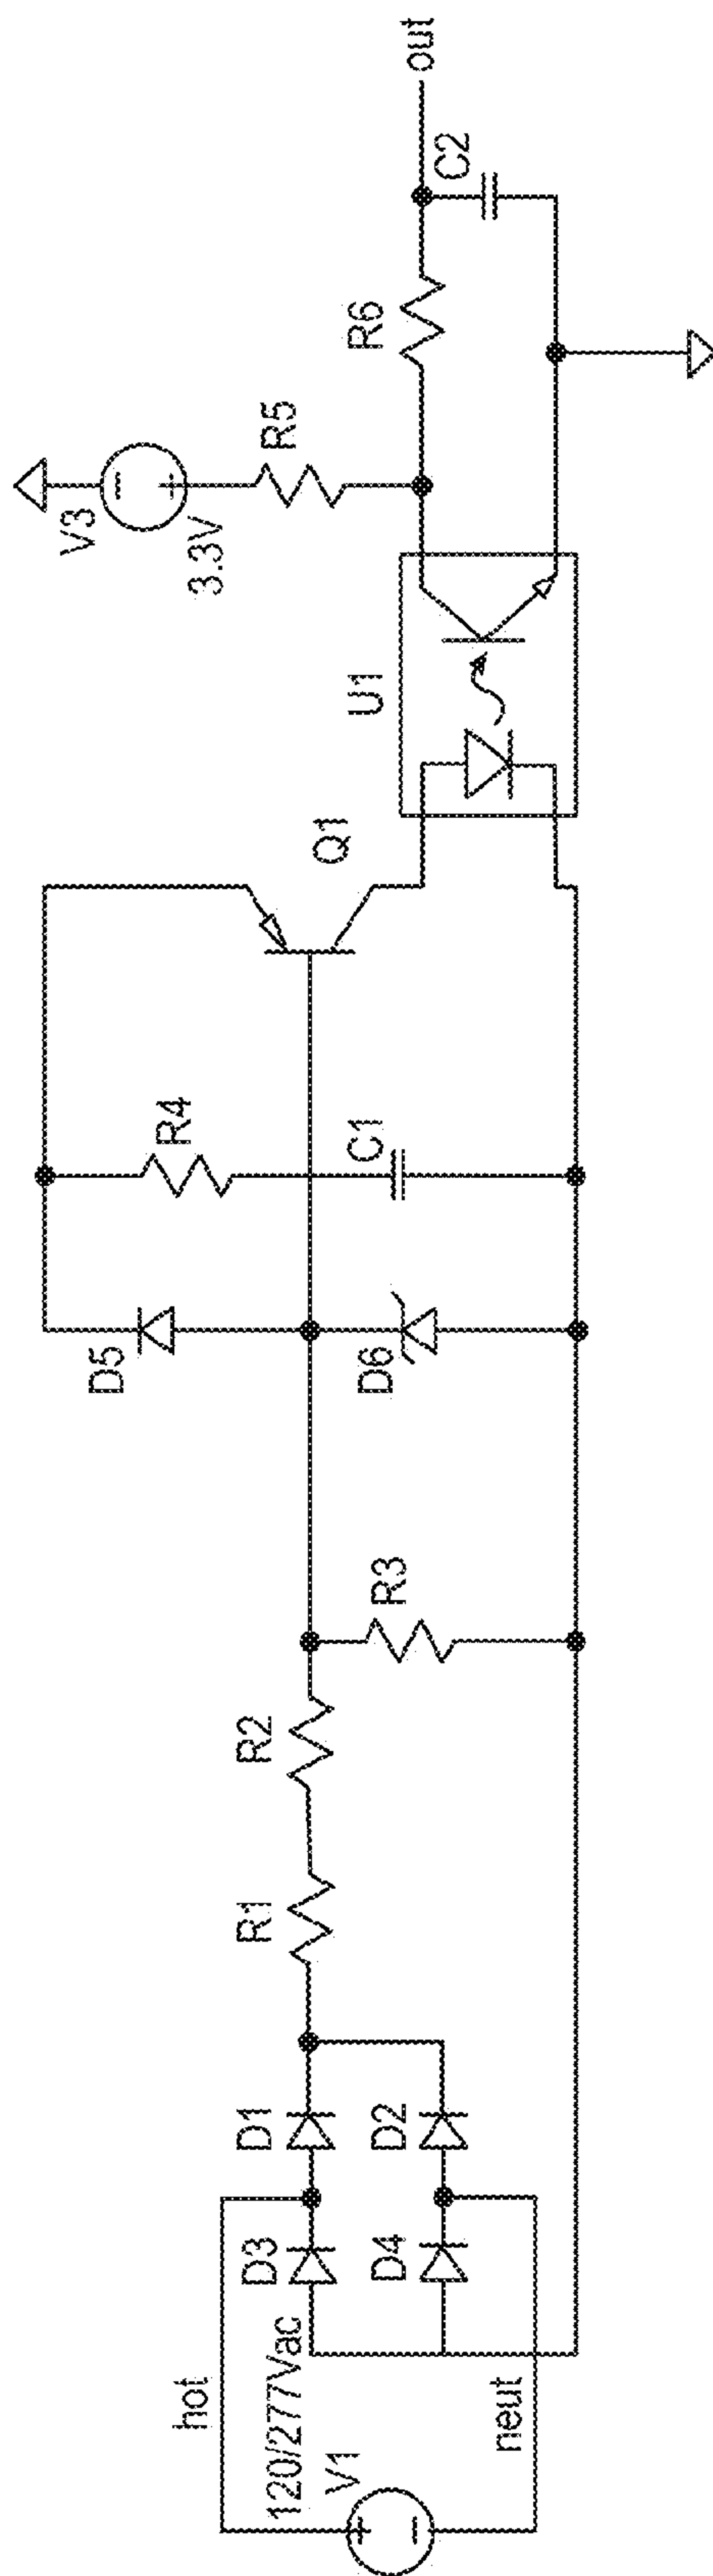 hot
120/277Vac
V1
neut
D3
D1
D4
D2
R1
R2
R3
D5
D6
R4
C1
Q1
U1
V3
3.3V
R5
R6
C2
out
+
−
−
+